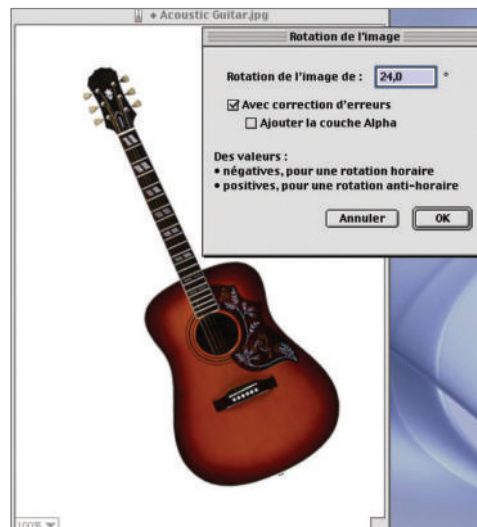 ♦ Acoustic Guitar.jpg
Rotation de l'image
Rotation de l'image de : 24,0 °
Avec correction d'erreurs
Ajouter la couche Alpha
Des valeurs :
• négatives, pour une rotation horaire
• positives, pour une rotation anti-horaire
Annuler OK
100%